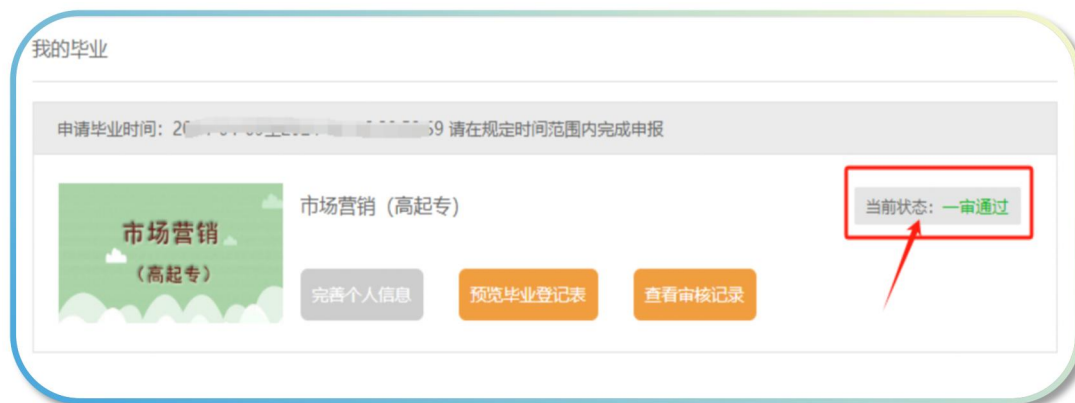 我的毕业
申请毕业时间：20 59 请在规定时间范围内完成申报
市场营销
（高起专）
市场营销（高起专）
当前状态：一审通过
完善个人信息
预览毕业登记表
查看审核记录